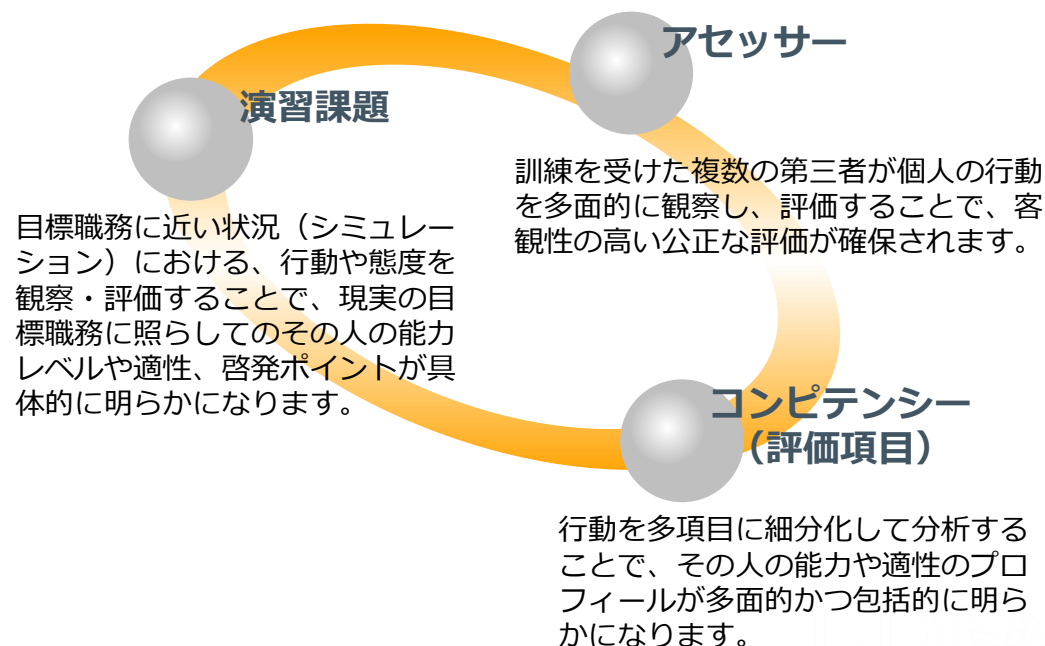 アセッサー
訓練を受けた複数の第三者が個人の行動
を多面的に観察し、評価することで、客
観性の高い公正な評価が確保されます。
演習課題
目標職務に近い状況（シミュレー
ション）における、行動や態度を
観察・評価することで、現実の目
標職務に照らしてのその人の能力
レベルや適性、啓発ポイントが具
体的に明らかになります。
コンピテンシー
（評価項目）
行動を多項目に細分化して分析する
ことで、その人の能力や適性のプロ
フィールが多面的かつ包括的に明ら
かになります。